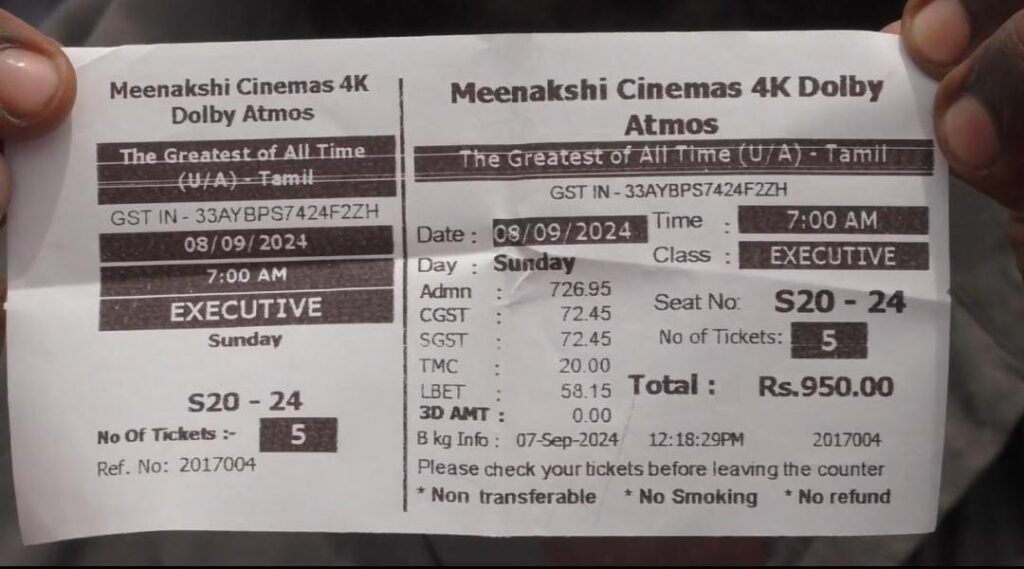 Meenakshi Cinemas 4K
Dolby Atmos
The Greatest of All Time
(U/A) - Tamil
GST IN - 33AYBPS7424F2ZH
08/09/2024
7:00 AM
EXECUTIVE
Sunday
S20 - 24
No Of Tickets :- 5
Ref. No: 2017004
Meenakshi Cinemas 4K Dolby
Atmos
The Greatest of All Time (U/A) - Tamil
GST IN - 33AYBPS7424F2ZH
Date : 08/09/2024 Time : 7:00 AM
Day : Sunday Class : EXECUTIVE
Admn : 726.95
CGST : 72.45 Seat No: S20 - 24
SGST : 72.45 No of Tickets: 5
TMC : 20.00
LBET : 58.15 Total : Rs.950.00
3D AMT : 0.00
B kg Info : 07-Sep-2024 12:18:29PM 2017004
Please check your tickets before leaving the counter
* Non transferable * No Smoking * No refund